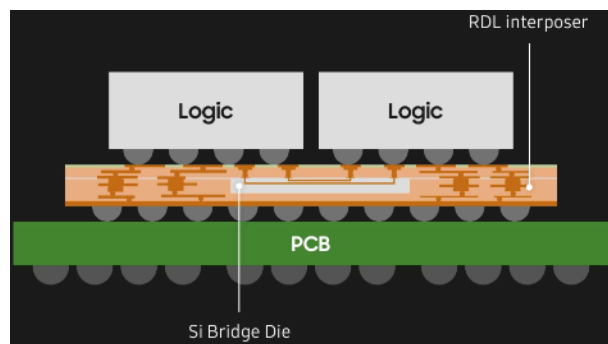 RDL interposer
Logic
Logic
PCB
Si Bridge Die